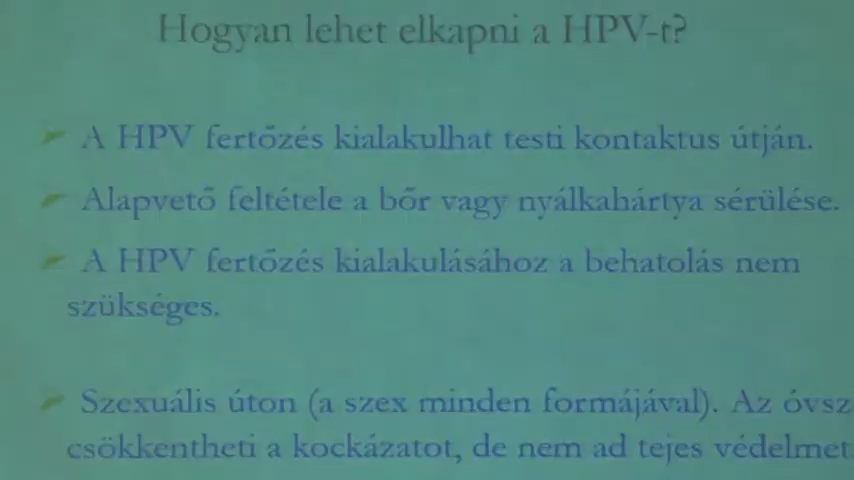 Hogyan lehet elkapni a HPV-t?
A HPV fertőzés kialakulhat testi kontaktus útján.
Alapvető feltétele a bőr vagy nyálkahártya sérülése.
A HPV fertőzés kialakulásához a behatolás nem
szükséges.
Szexuális úton (a szex minden formájával). Az óvsz
csökkentheti a kockázatot, de nem ad tejes védelmet